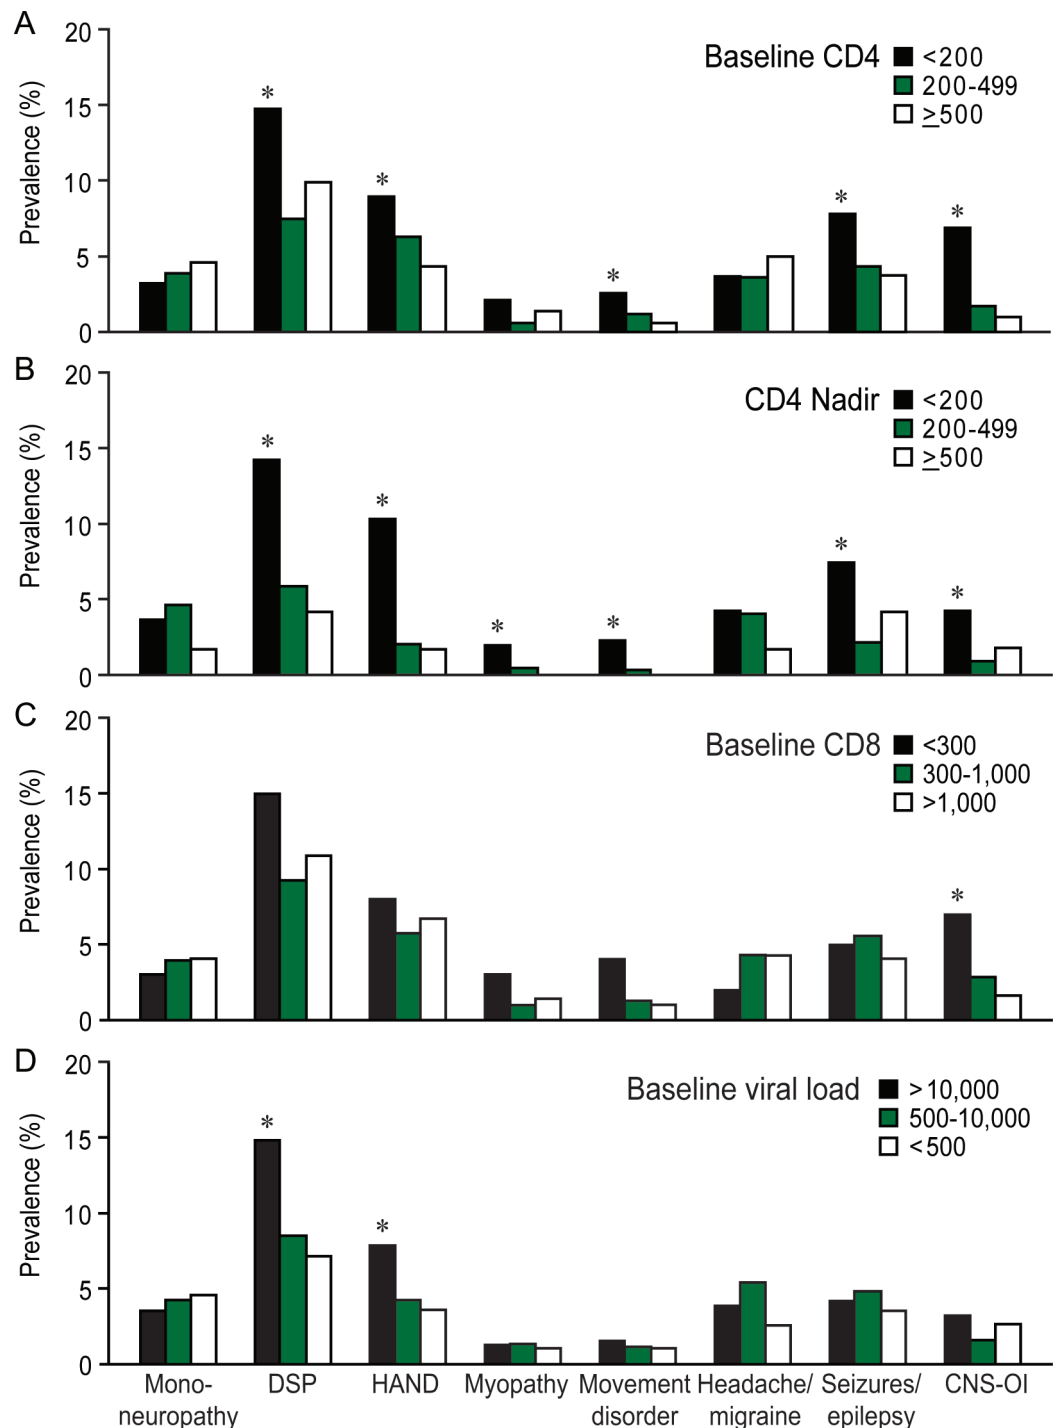 A
20
15
10
5
0
Prevalence (%)
Baseline CD4
<200
200-499
≥500
*
*
*
*
*
B
20
15
10
5
0
Prevalence (%)
CD4 Nadir
<200
200-499
≥500
*
*
*
*
*
*
C
20
15
10
5
0
Prevalence (%)
Baseline CD8
<300
300-1,000
>1,000
*
D
20
15
10
5
0
Prevalence (%)
Baseline viral load
>10,000
500-10,000
<500
*
*
Mono-
neuropathy
DSP
HAND
Myopathy
Movement
disorder
Headache/
migraine
Seizures/
epilepsy
CNS-OI